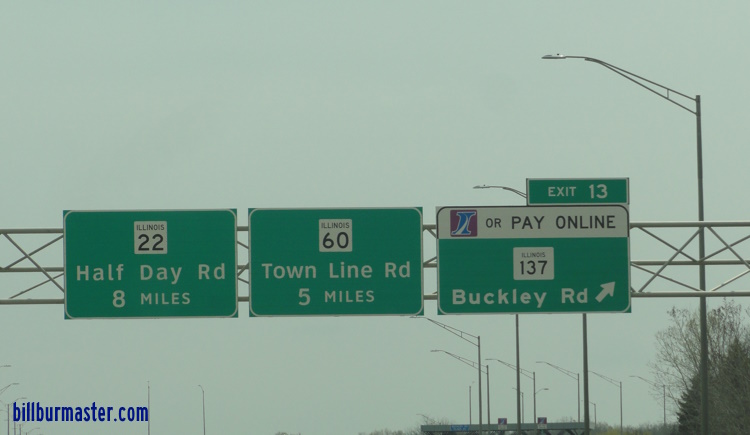 ILLINOIS
22
Half Day Rd
8 MILES
ILLINOIS
60
Town Line Rd
5 MILES
EXIT 13
OR PAY ONLINE
ILLINOIS
137
Buckley Rd
billburmaster.com